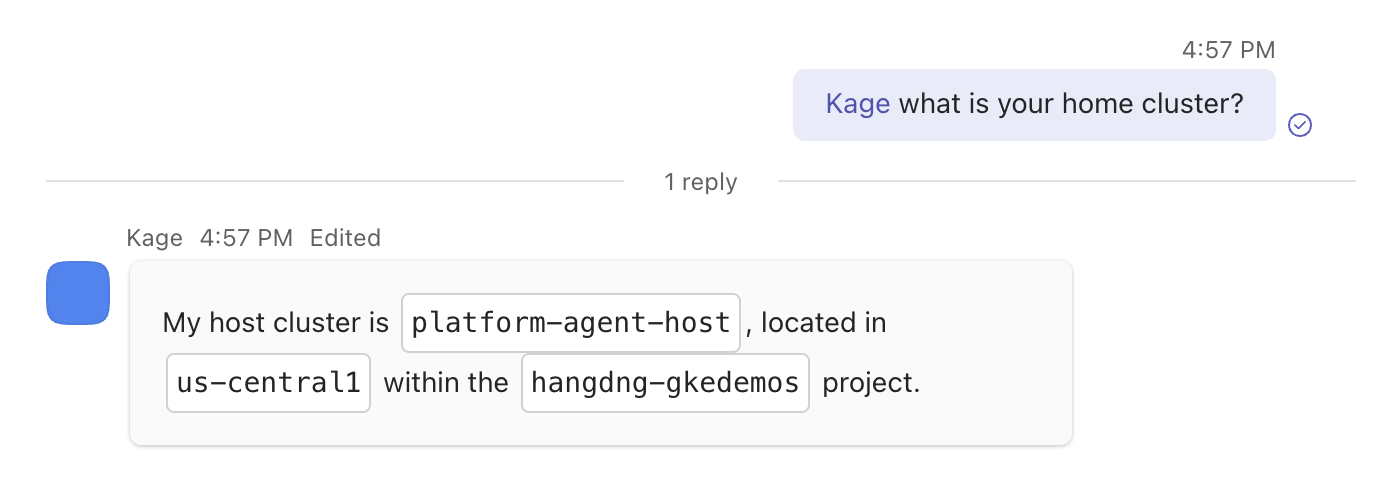 4:57 PM
Kage what is your home cluster?
1 reply
Kage 4:57 PM Edited
My host cluster is platform-agent-host, located in
us-central1 within the hangdng-gkedemos project.